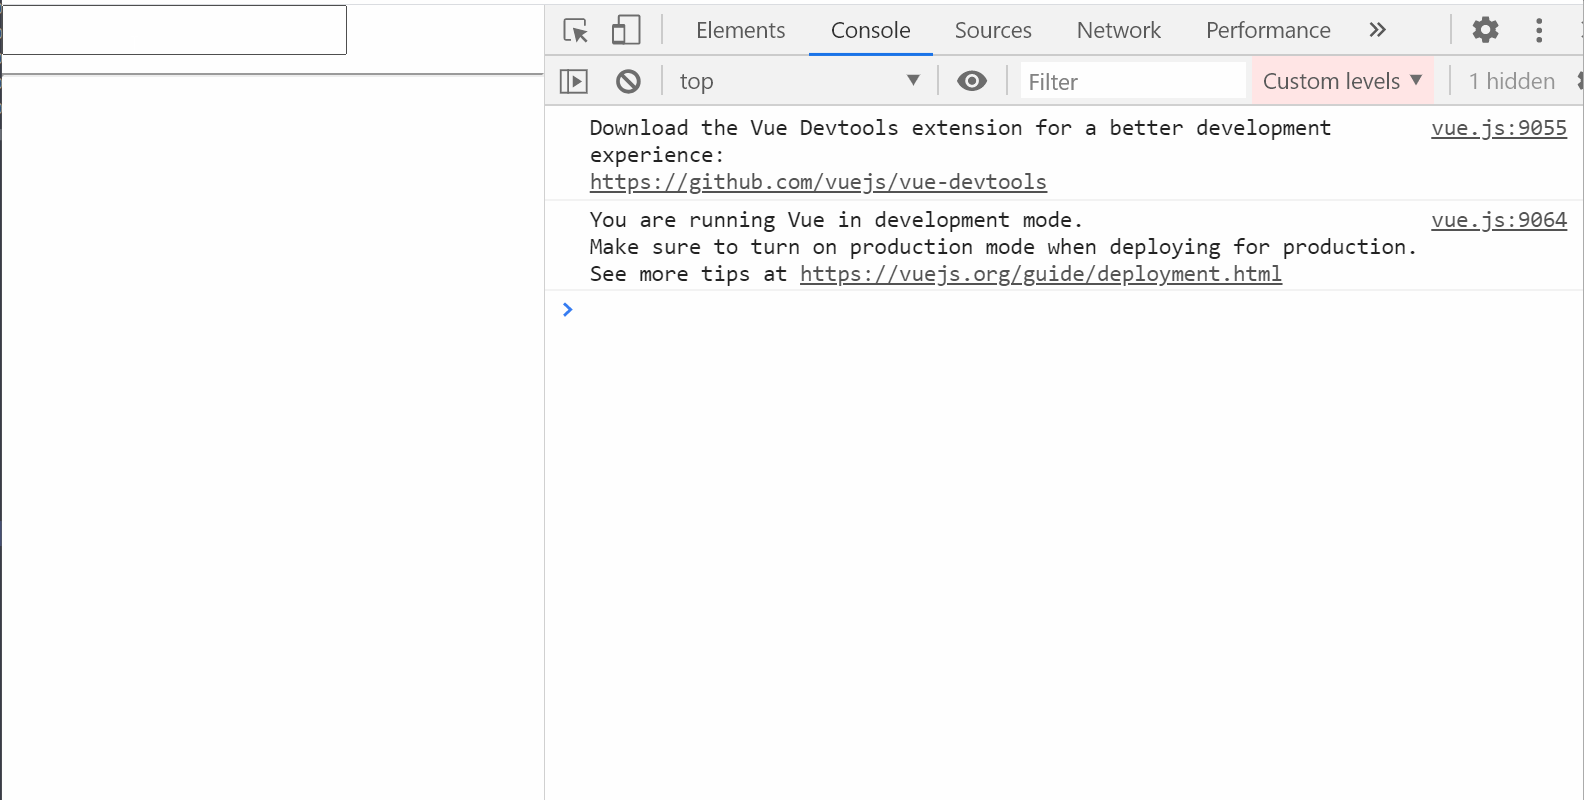 Elements Console Sources Network Performance
top Filter Custom levels 1 hidden
Download the Vue Devtools extension for a better development vue.js:9055
experience:
https://github.com/vuejs/vue-devtools
You are running Vue in development mode. vue.js:9064
Make sure to turn on production mode when deploying for production.
See more tips at https://vuejs.org/guide/deployment.html